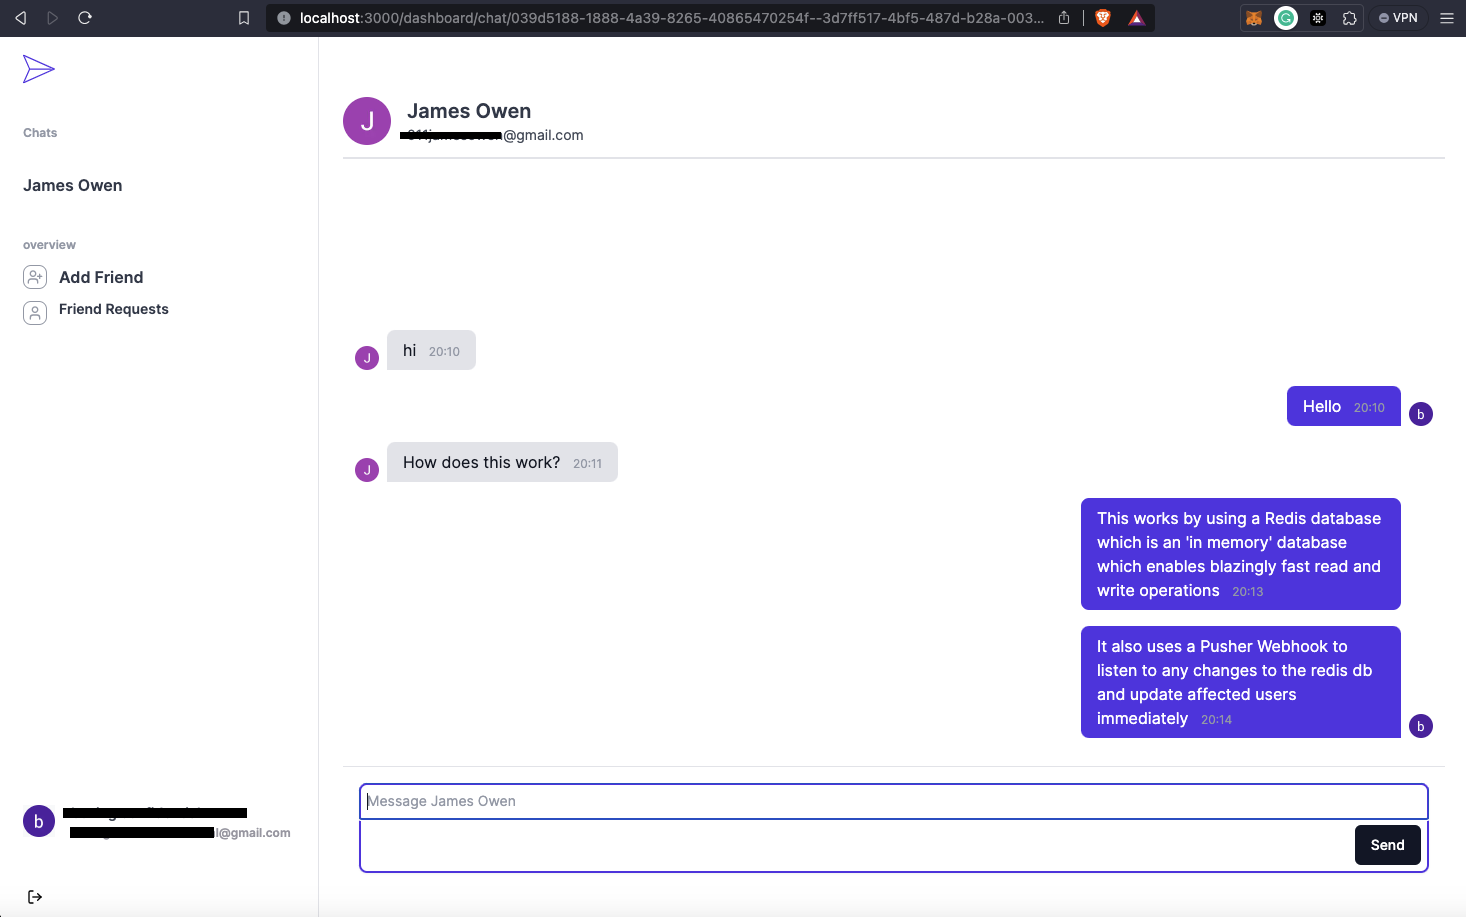 localhost:3000/dashboard/chat/039d5188-1888-4a39-8265-40865470254f--3d7ff517-4bf5-487d-b28a-003...
VPN
Chats
James Owen
overview
Add Friend
Friend Requests
b
l@gmail.com
J
James Owen
@gmail.com
J
hi 20:10
Hello 20:10
b
J
How does this work? 20:11
This works by using a Redis database
which is an 'in memory' database
which enables blazingly fast read and
write operations 20:13
It also uses a Pusher Webhook to
listen to any changes to the redis db
and update affected users
immediately 20:14
b
Message James Owen
Send